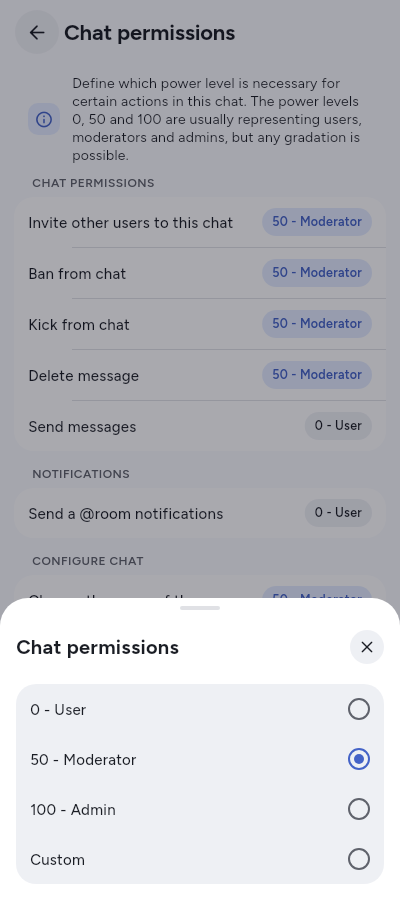 Chat permissions
Define which power level is necessary for
certain actions in this chat. The power levels
0, 50 and 100 are usually representing users,
moderators and admins, but any gradation is
possible.
CHAT PERMISSIONS
Invite other users to this chat 50 - Moderator
Ban from chat 50 - Moderator
Kick from chat 50 - Moderator
Delete message 50 - Moderator
Send messages 0 - User
NOTIFICATIONS
Send a @room notifications 0 - User
CONFIGURE CHAT
50 - Moderator
Chat permissions
0 - User
50 - Moderator
100 - Admin
Custom